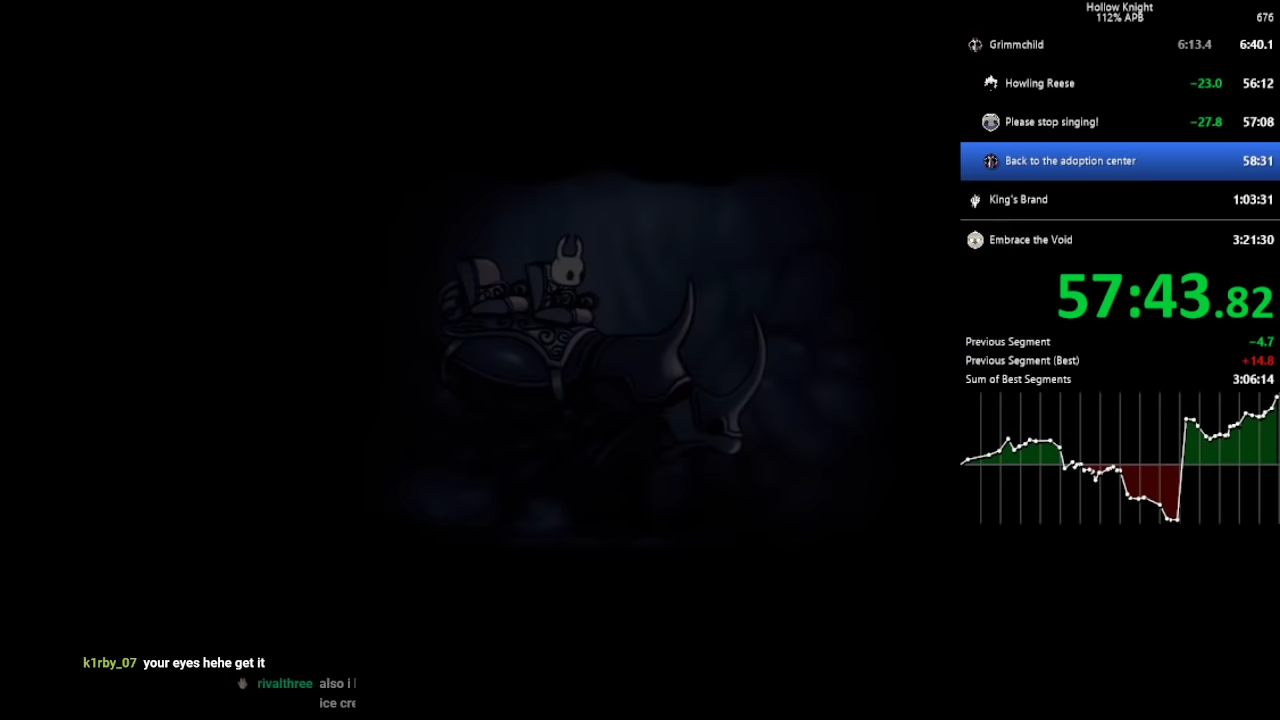 Hollow Knight
112% APB
676
Grimmchild 6:13.4 6:40.1
Howling Reese −23.0 56:12
Please stop singing! −27.8 57:08
Back to the adoption center 58:31
King's Brand 1:03:31
Embrace the Void 3:21:30
57:43.82
Previous Segment −4.7
Previous Segment (Best) +14.8
Sum of Best Segments 3:06:14
k1rby_07 your eyes hehe get it
rivalthree also i
ice cre